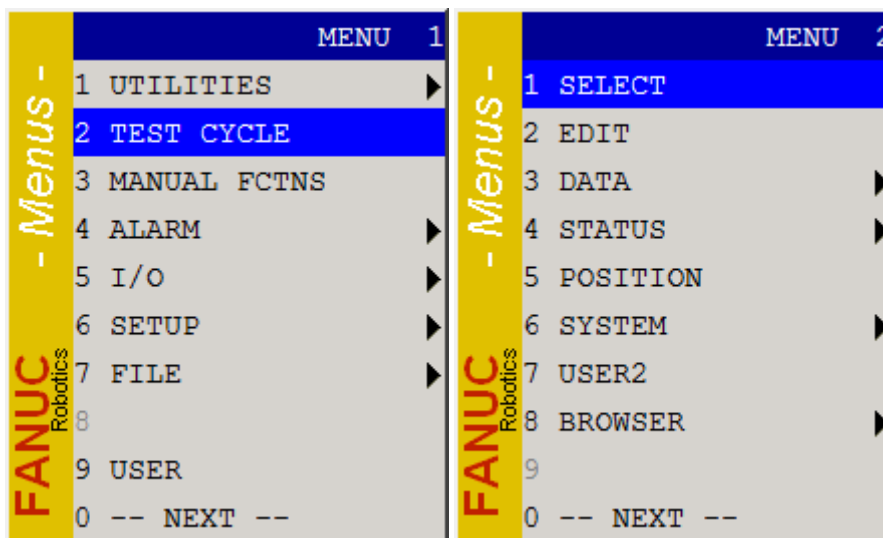 - Menus -
FANUC
Robotics
MENU 1
1 UTILITIES
2 TEST CYCLE
3 MANUAL FCTNS
4 ALARM
5 I/O
6 SETUP
7 FILE
8
9 USER
0 -- NEXT --
- Menus -
FANUC
Robotics
MENU 2
1 SELECT
2 EDIT
3 DATA
4 STATUS
5 POSITION
6 SYSTEM
7 USER2
8 BROWSER
9
0 -- NEXT --